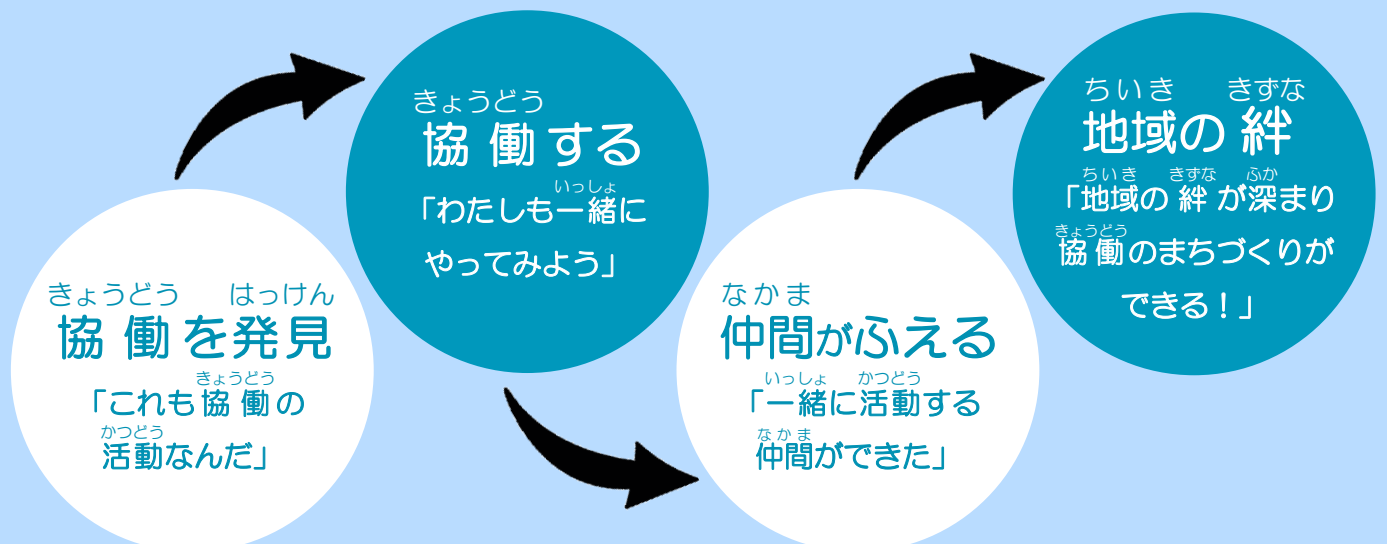 きょうどう はっけん
協働を発見
きょうどう
「これも協働の
かつどう
活動なんだ」
きょうどう
協働する
いっしょ
「わたしも一緒に
やってみよう」
なかま
仲間がふえる
いっしょ かつどう
「一緒に活動する
なかま
仲間ができた」
ちいき きずな
地域の絆
ちいき きずな ふか
「地域の絆が深まり
きょうどう
協働のまちづくりが
できる！」